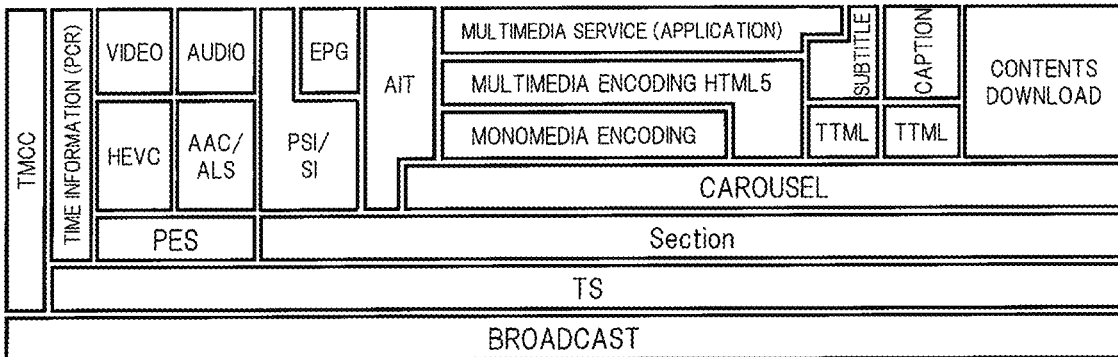 TMCC
TIME INFORMATION (PCR)
VIDEO
AUDIO
EPG
AIT
MULTIMEDIA SERVICE (APPLICATION)
SUBTITLE
CAPTION
CONTENTS
DOWNLOAD
MULTIMEDIA ENCODING HTML5
HEVC
AAC/
ALS
PSI/
SI
MONOMEDIA ENCODING
TTML
TTML
CAROUSEL
PES
Section
TS
BROADCAST